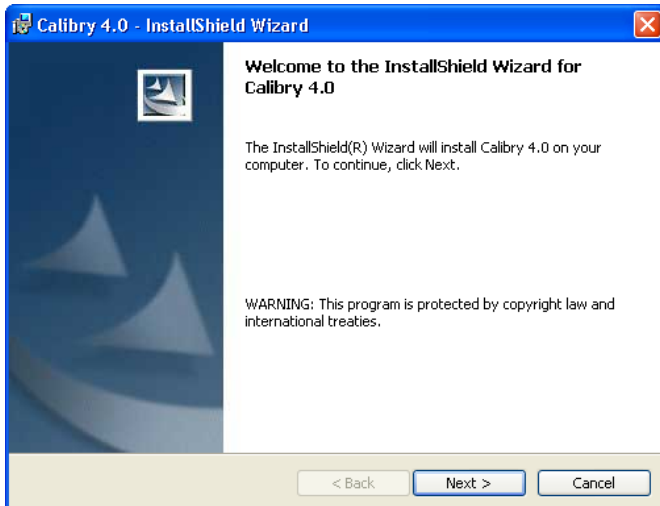 Calibry 4.0 - InstallShield Wizard
Welcome to the InstallShield Wizard for
Calibry 4.0
The InstallShield(R) Wizard will install Calibry 4.0 on your
computer. To continue, click Next.
WARNING: This program is protected by copyright law and
international treaties.
< Back Next > Cancel